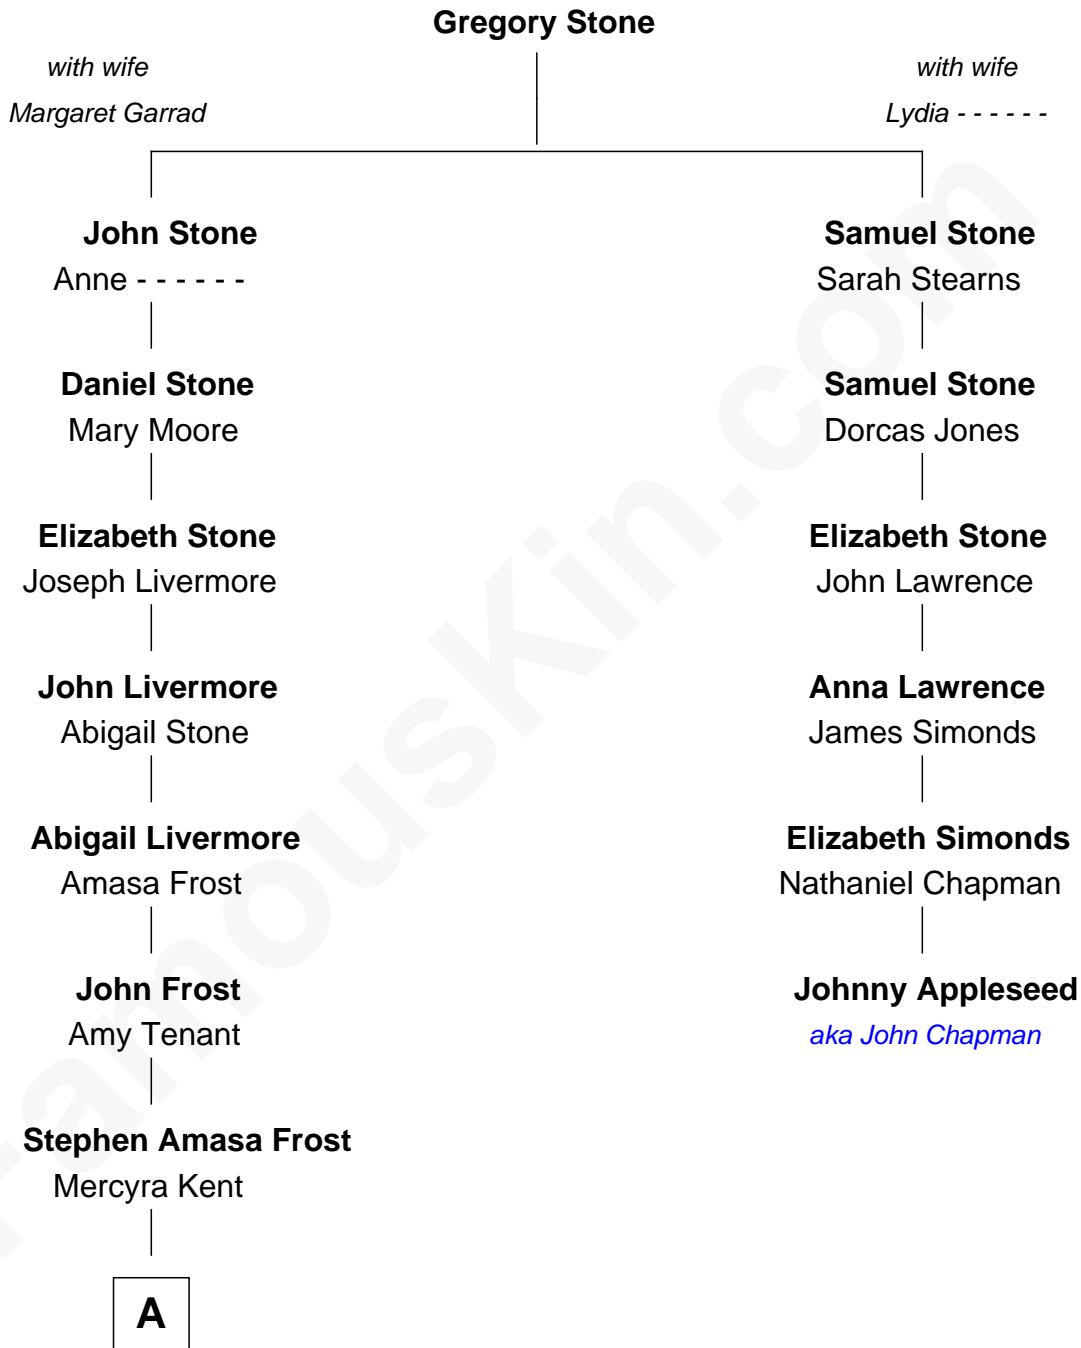 Gregory Stone
with wife
Margaret Garrad
with wife
Lydia - - - - - -
John Stone
Anne - - - - - -
Daniel Stone
Mary Moore
Elizabeth Stone
Joseph Livermore
John Livermore
Abigail Stone
Abigail Livermore
Amasa Frost
John Frost
Amy Tenant
Stephen Amasa Frost
Mercyra Kent
A
Samuel Stone
Sarah Stearns
Samuel Stone
Dorcas Jones
Elizabeth Stone
John Lawrence
Anna Lawrence
James Simonds
Elizabeth Simonds
Nathaniel Chapman
Johnny Appleseed
aka John Chapman
FamousKin.com